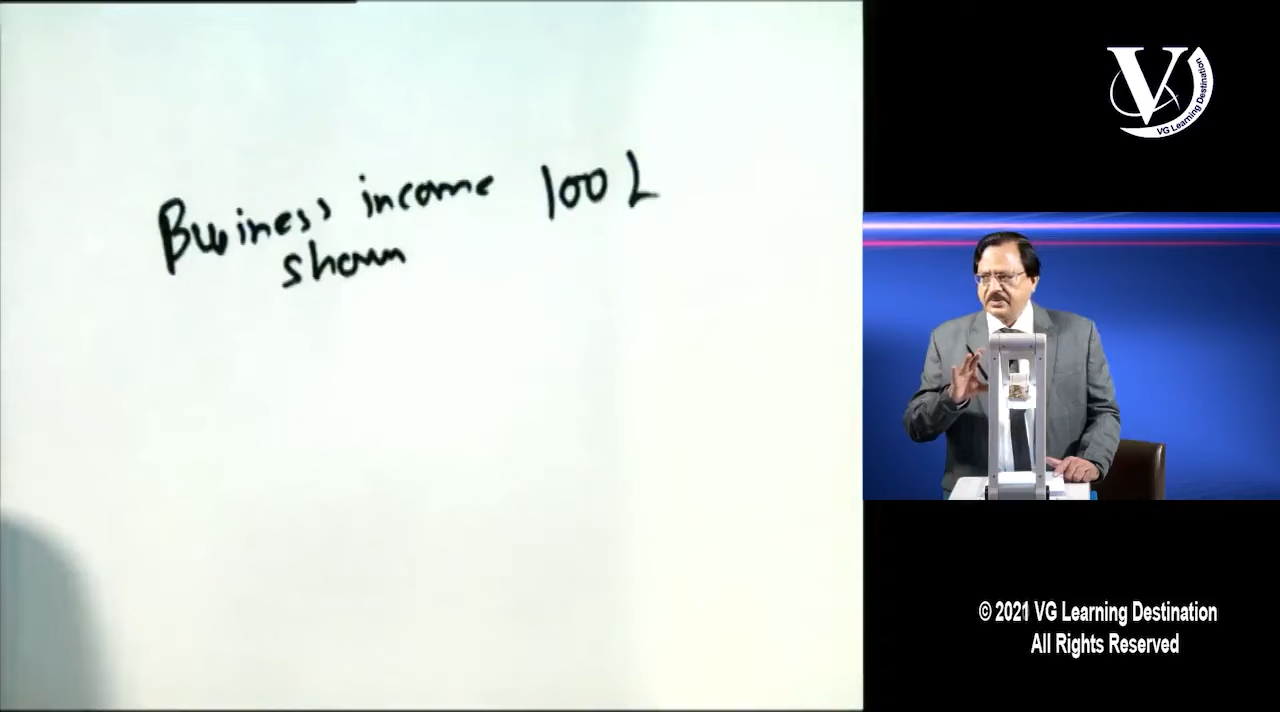 Business income 100 L
shown
V
VG Learning Destination
© 2021 VG Learning Destination
All Rights Reserved